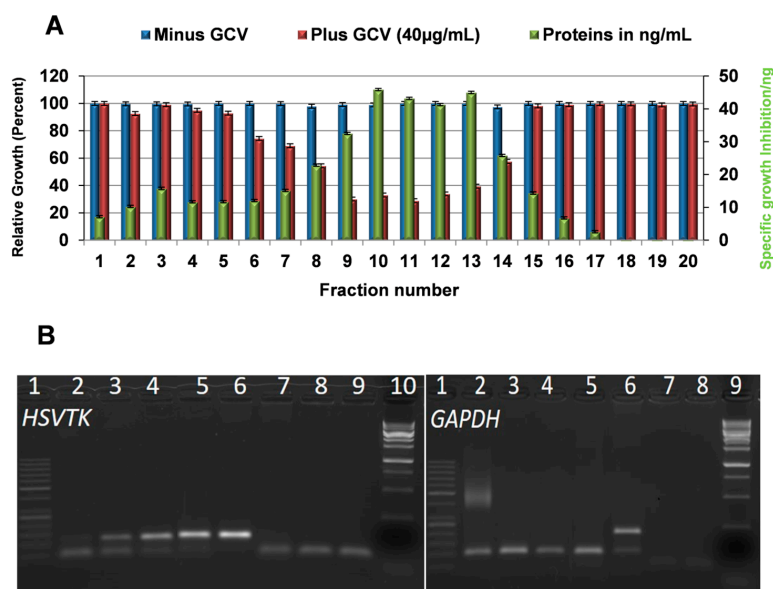 A
Minus GCV Plus GCV (40µg/mL) Proteins in ng/mL
Relative Growth (Percent)
120
100
80
60
40
20
0
50
40
30
20
10
0
Specific growth Inhibition/ng
1 2 3 4 5 6 7 8 9 10 11 12 13 14 15 16 17 18 19 20
Fraction number
B
1 2 3 4 5 6 7 8 9 10
HSVTK
1 2 3 4 5 6 7 8 9
GAPDH